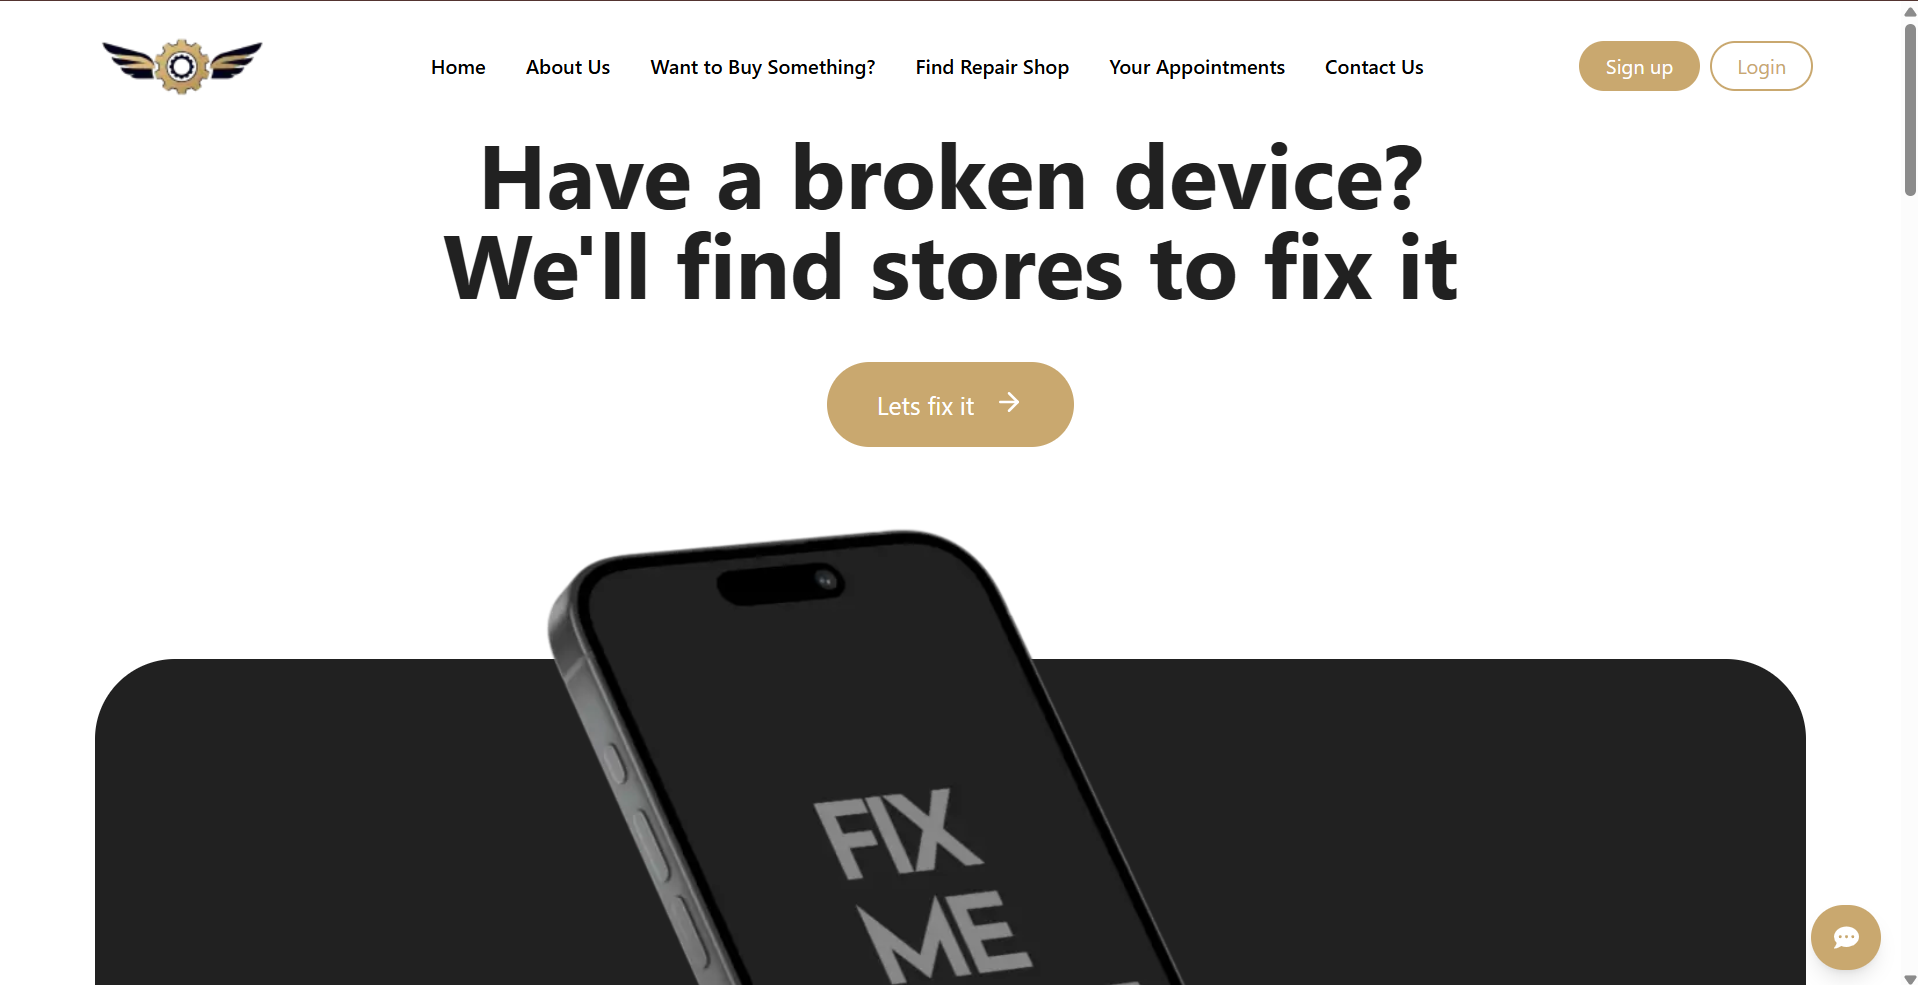 Home About Us Want to Buy Something? Find Repair Shop Your Appointments Contact Us Sign up Login
Have a broken device?
We'll find stores to fix it
Lets fix it
FIX
ME